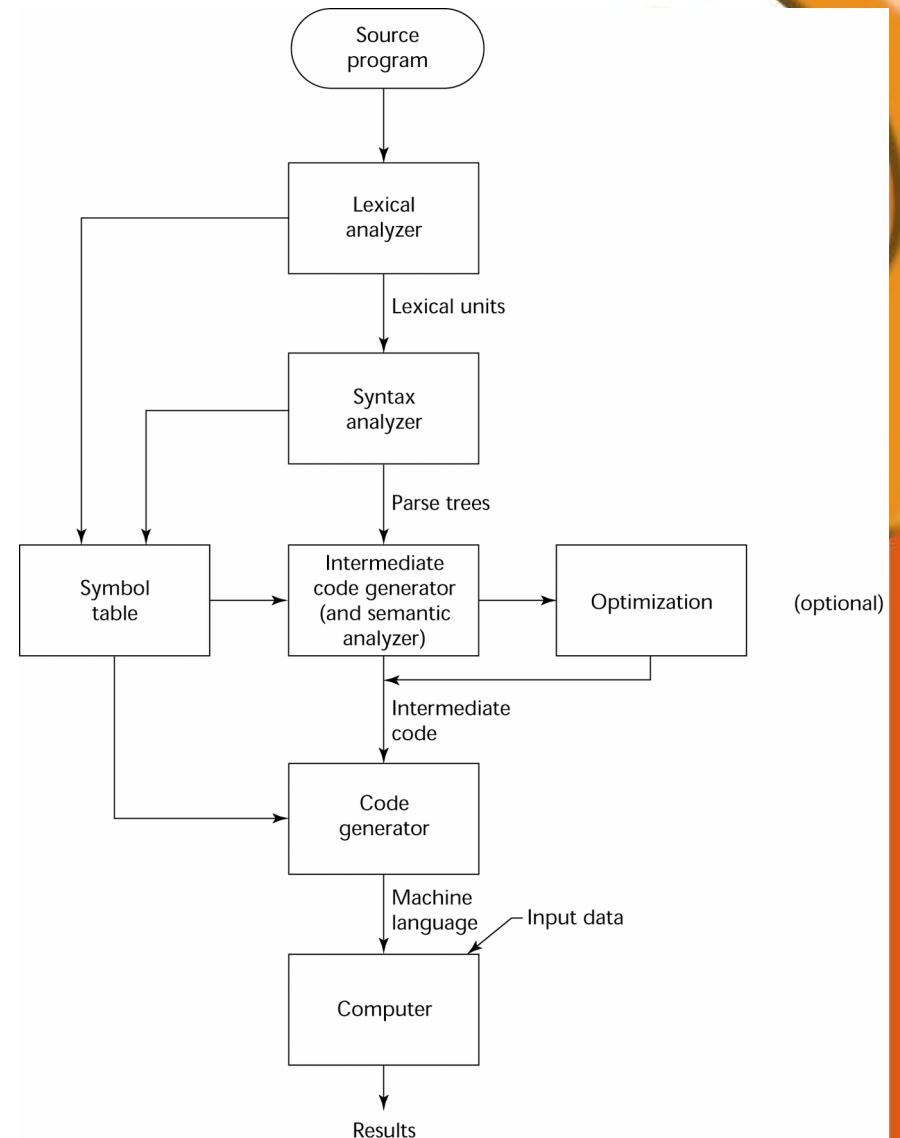 Source
program
Lexical
analyzer
Lexical units
Syntax
analyzer
Parse trees
Symbol
table
Intermediate
code generator
(and semantic
analyzer)
Optimization
(optional)
Intermediate
code
Code
generator
Machine
language
Input data
Computer
Results